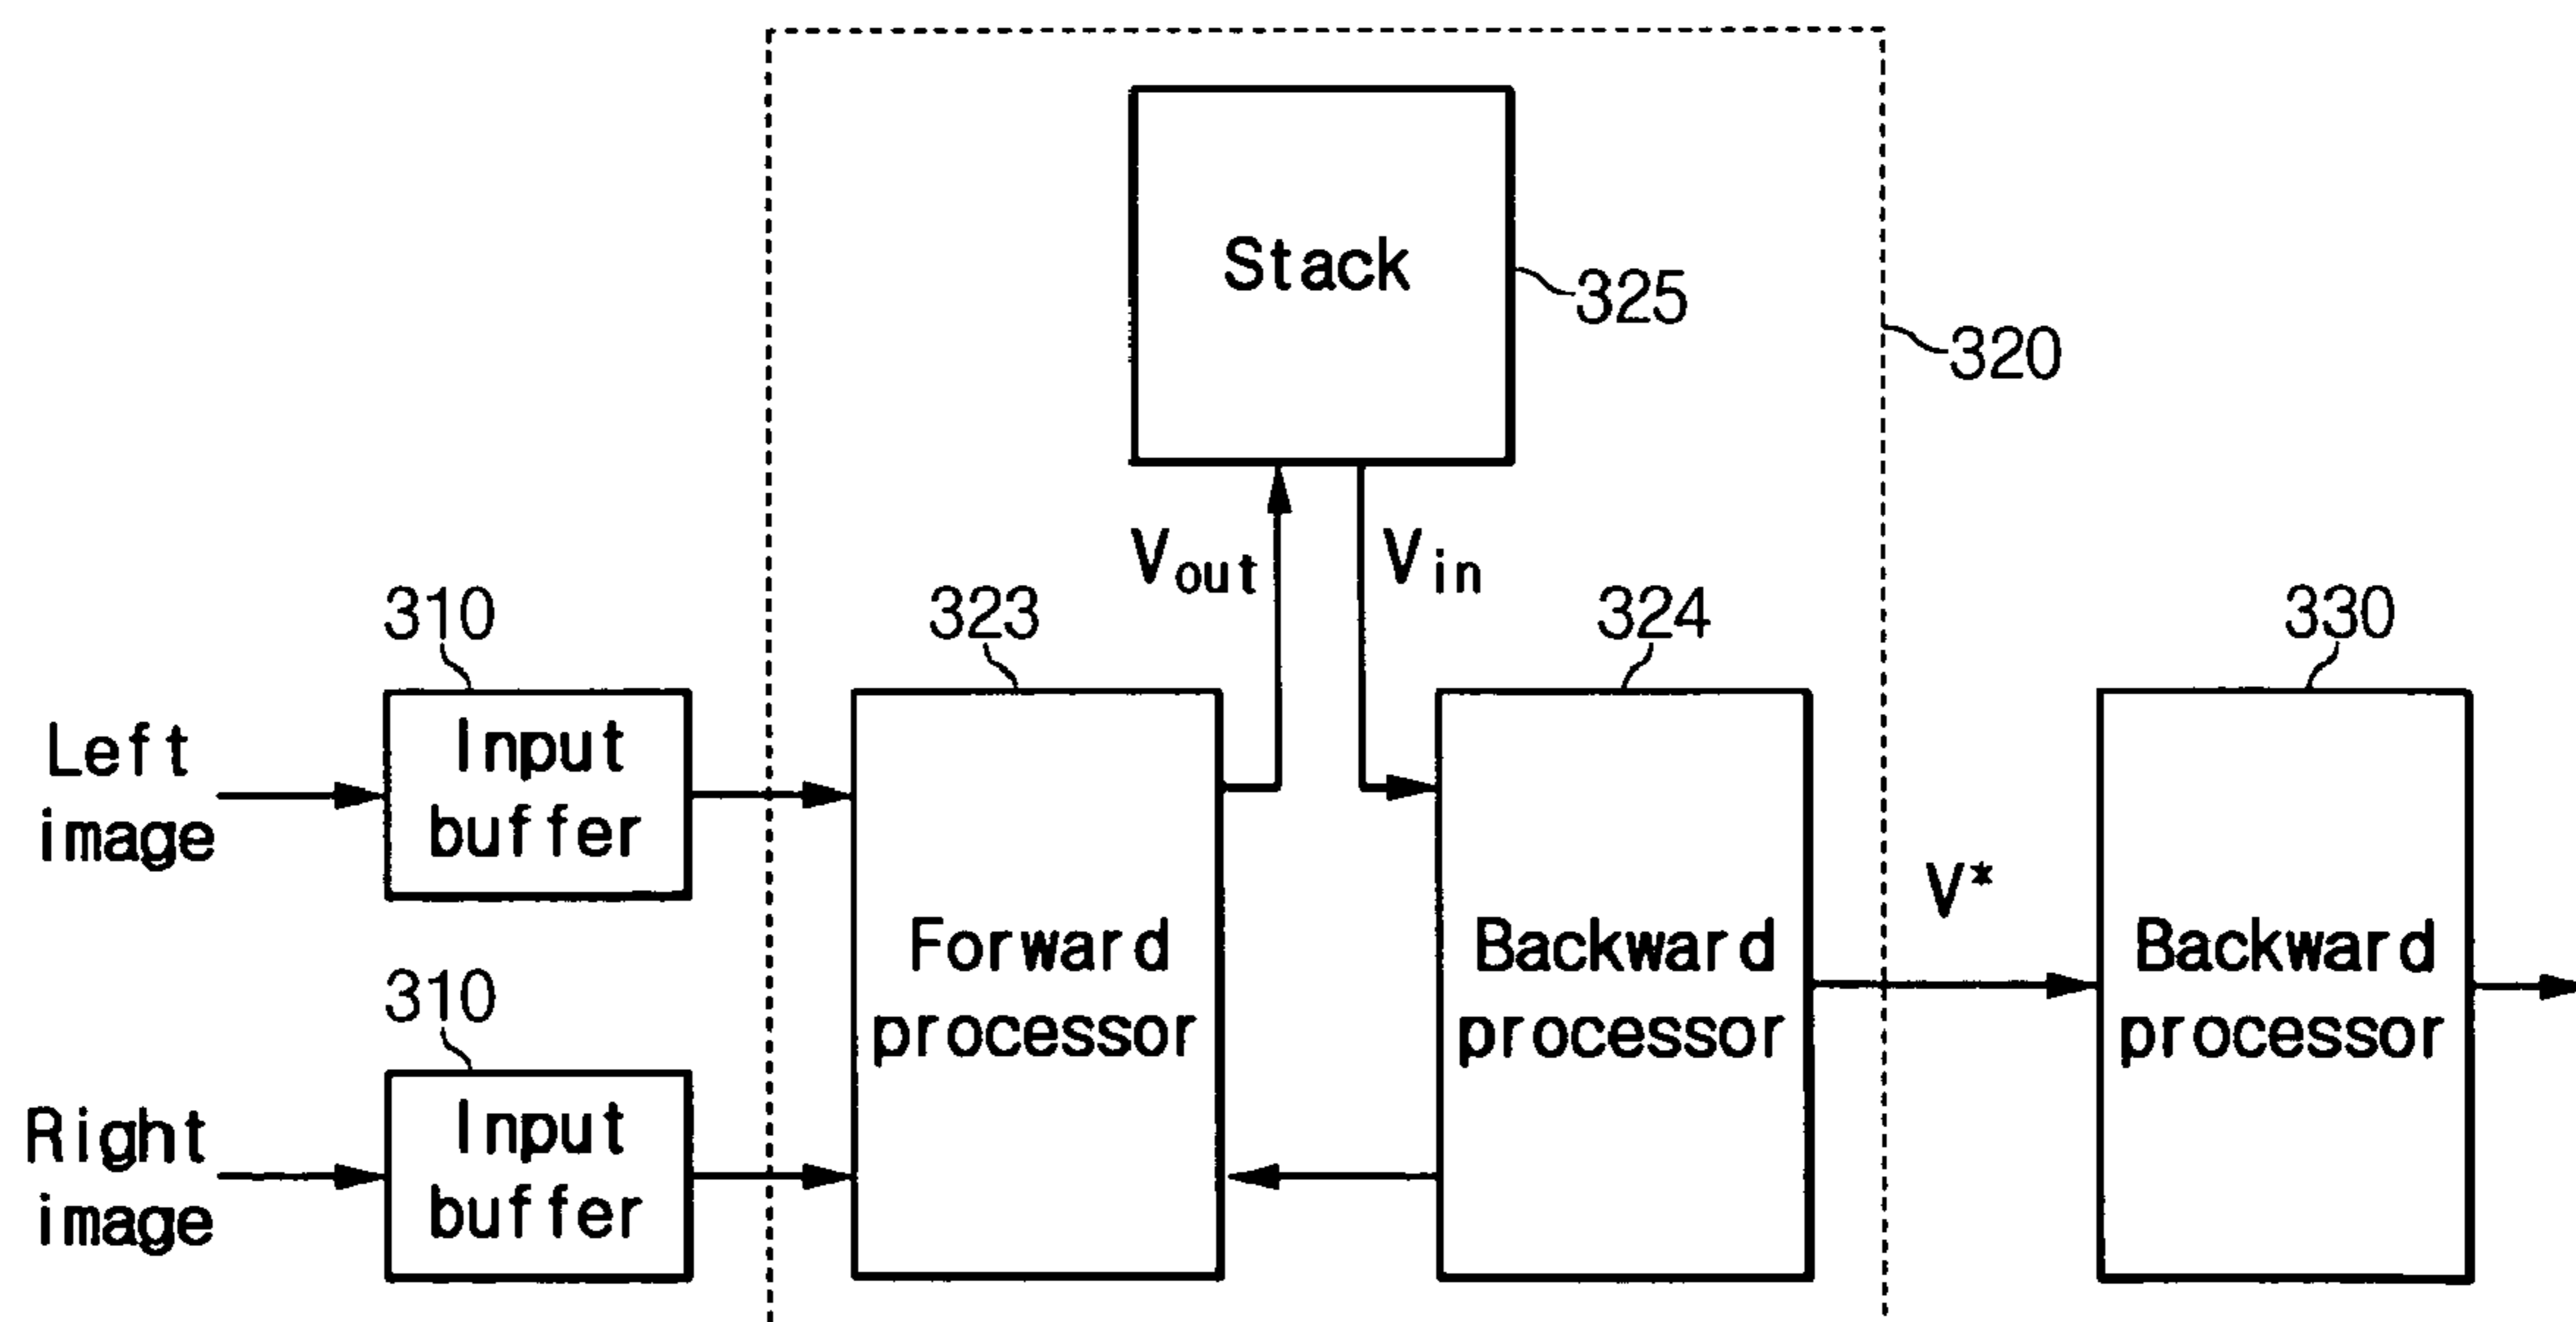 Stack
325
320
Vout
Vin
310
323
324
330
Left
image
Input
buffer
V*
Forward
processor
Backward
processor
Backward
processor
310
Right
image
Input
buffer